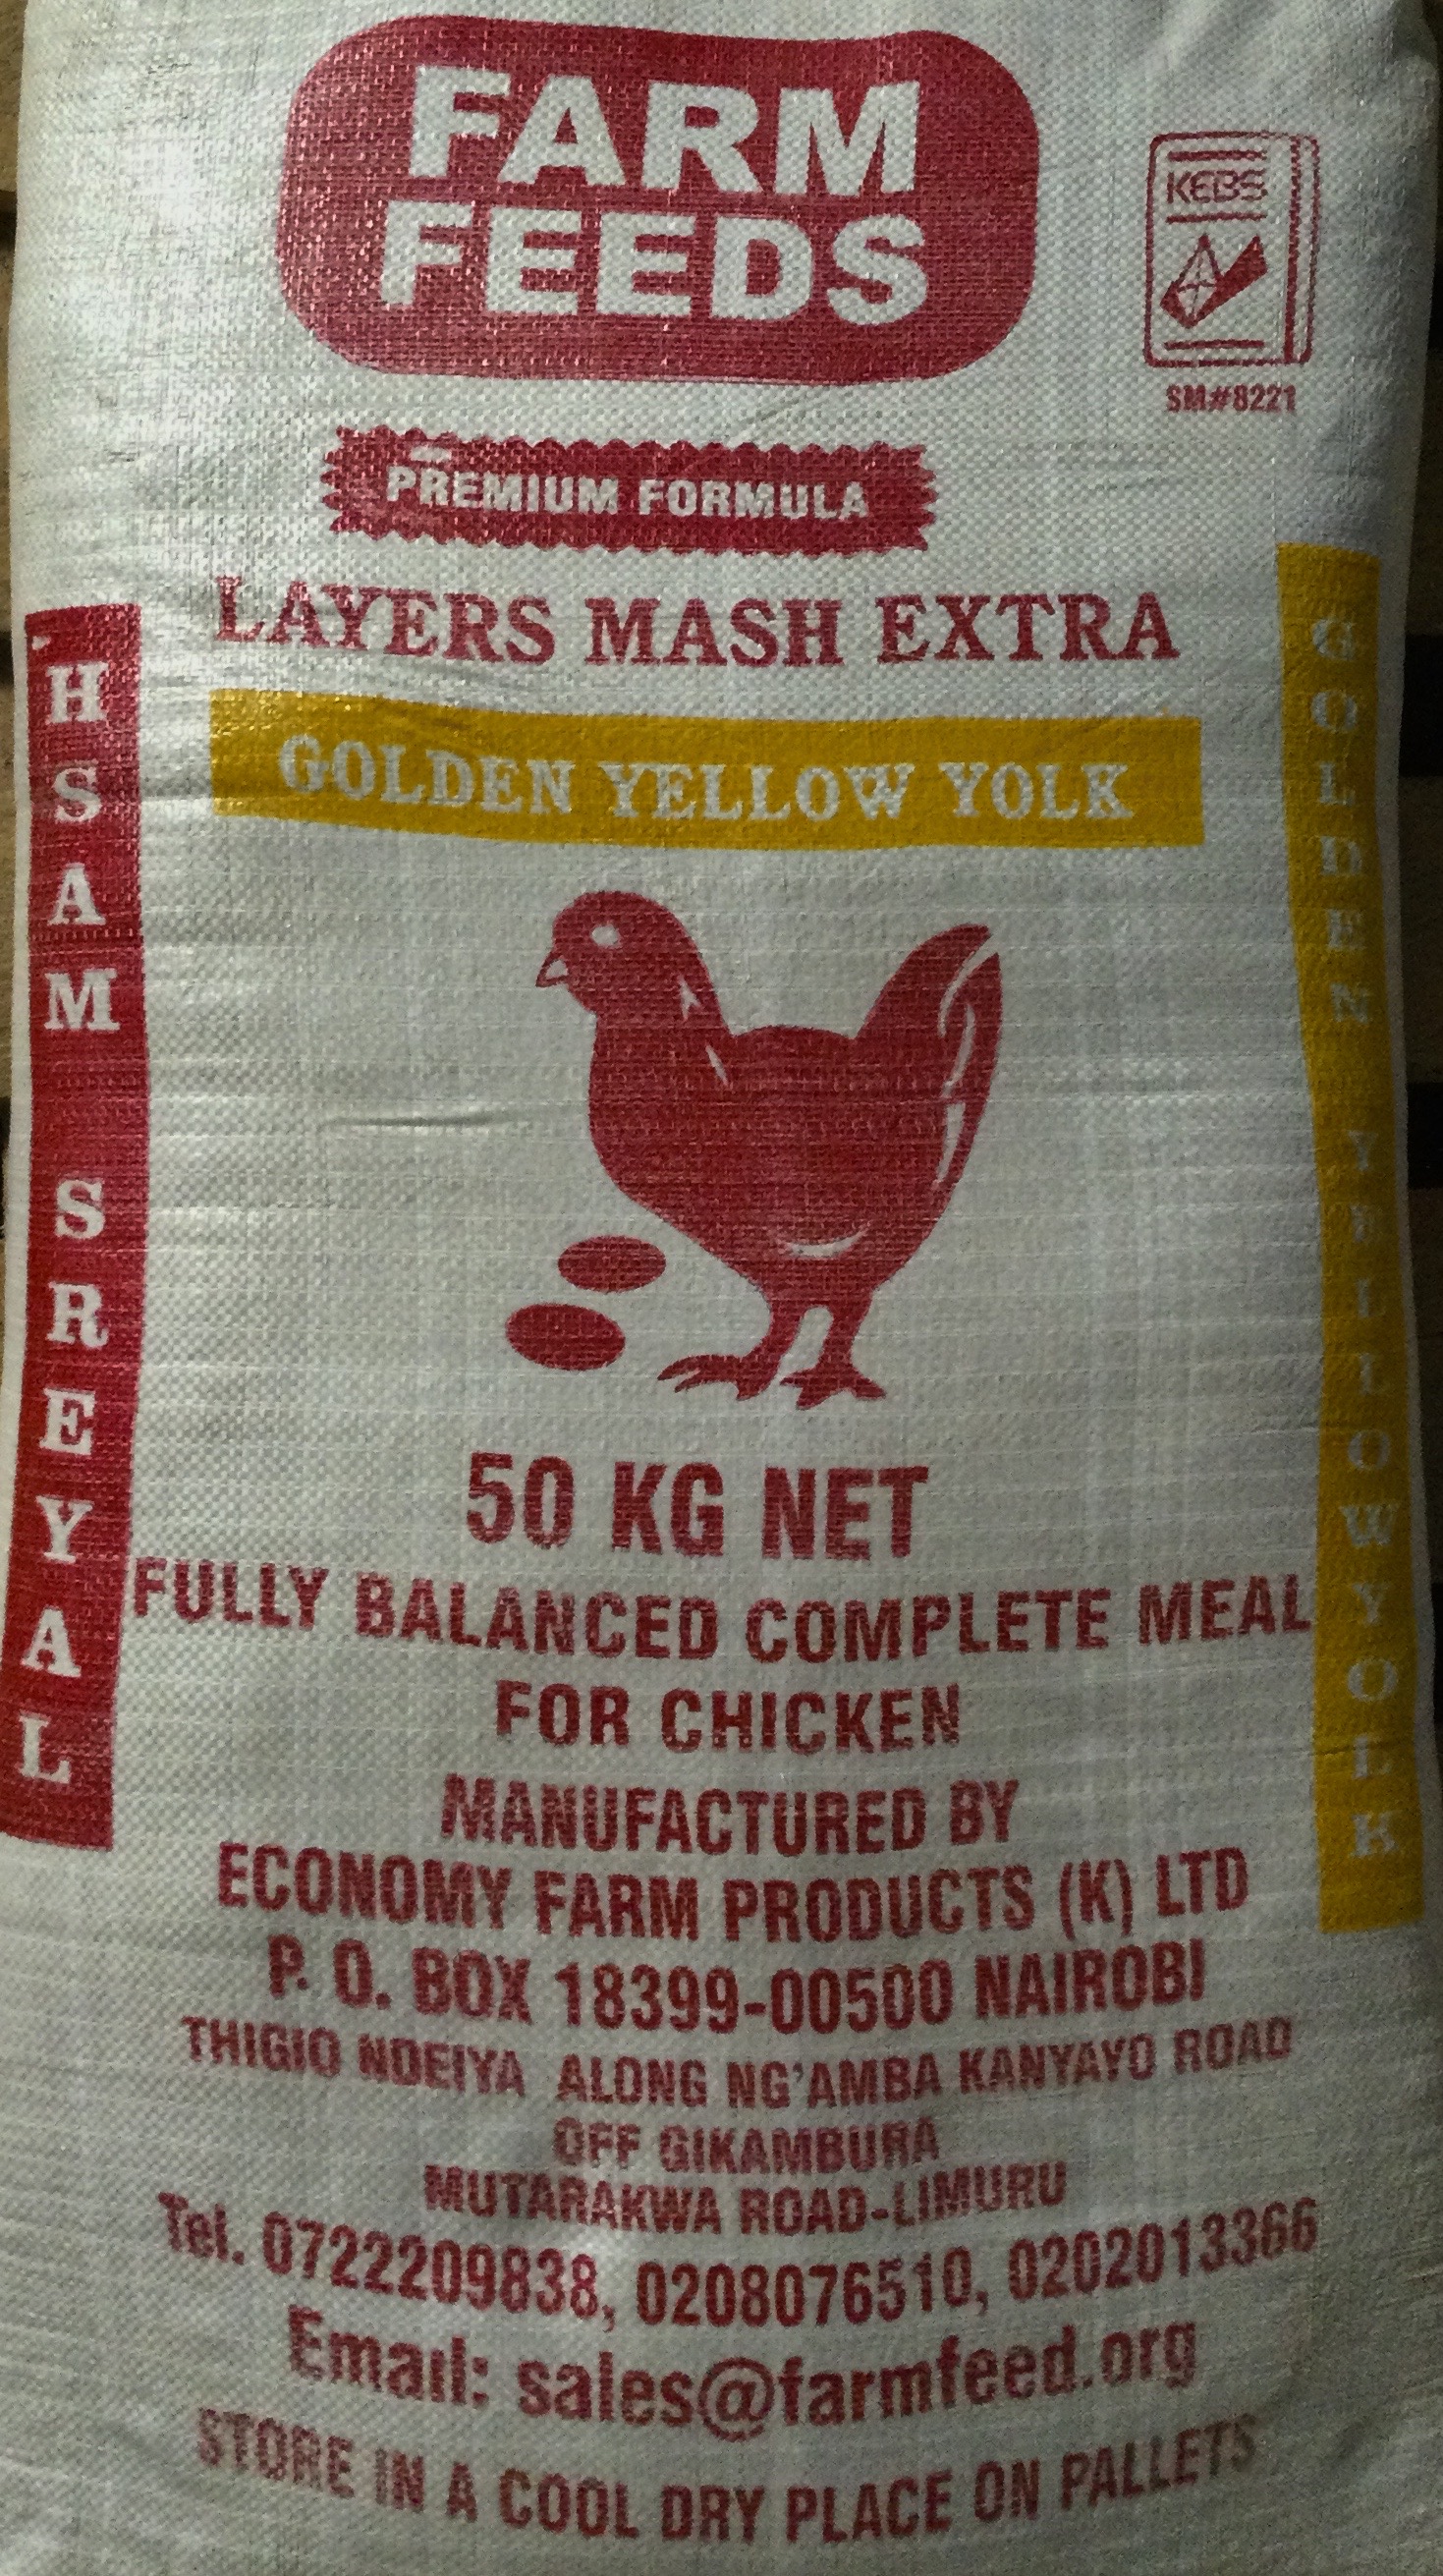 FARM
FEEDS
KEBS
SM#8221
PREMIUM FORMULA
LAYERS MASH EXTRA
GOLDEN YELLOW YOLK
LAYERS MASH
GOLDEN YELLOW YOLK
50 KG NET
FULLY BALANCED COMPLETE MEAL
FOR CHICKEN
MANUFACTURED BY
ECONOMY FARM PRODUCTS (K) LTD
P. O. BOX 18399-00500 NAIROBI
THIGIO NDEIYA ALONG NG'AMBA KANYAYO ROAD
OFF GIKAMBURA
MUTARAKWA ROAD-LIMURU
Tel. 0722209838, 0208076510, 0202013366
Email: sales@farmfeed.org
STORE IN A COOL DRY PLACE ON PALLETS